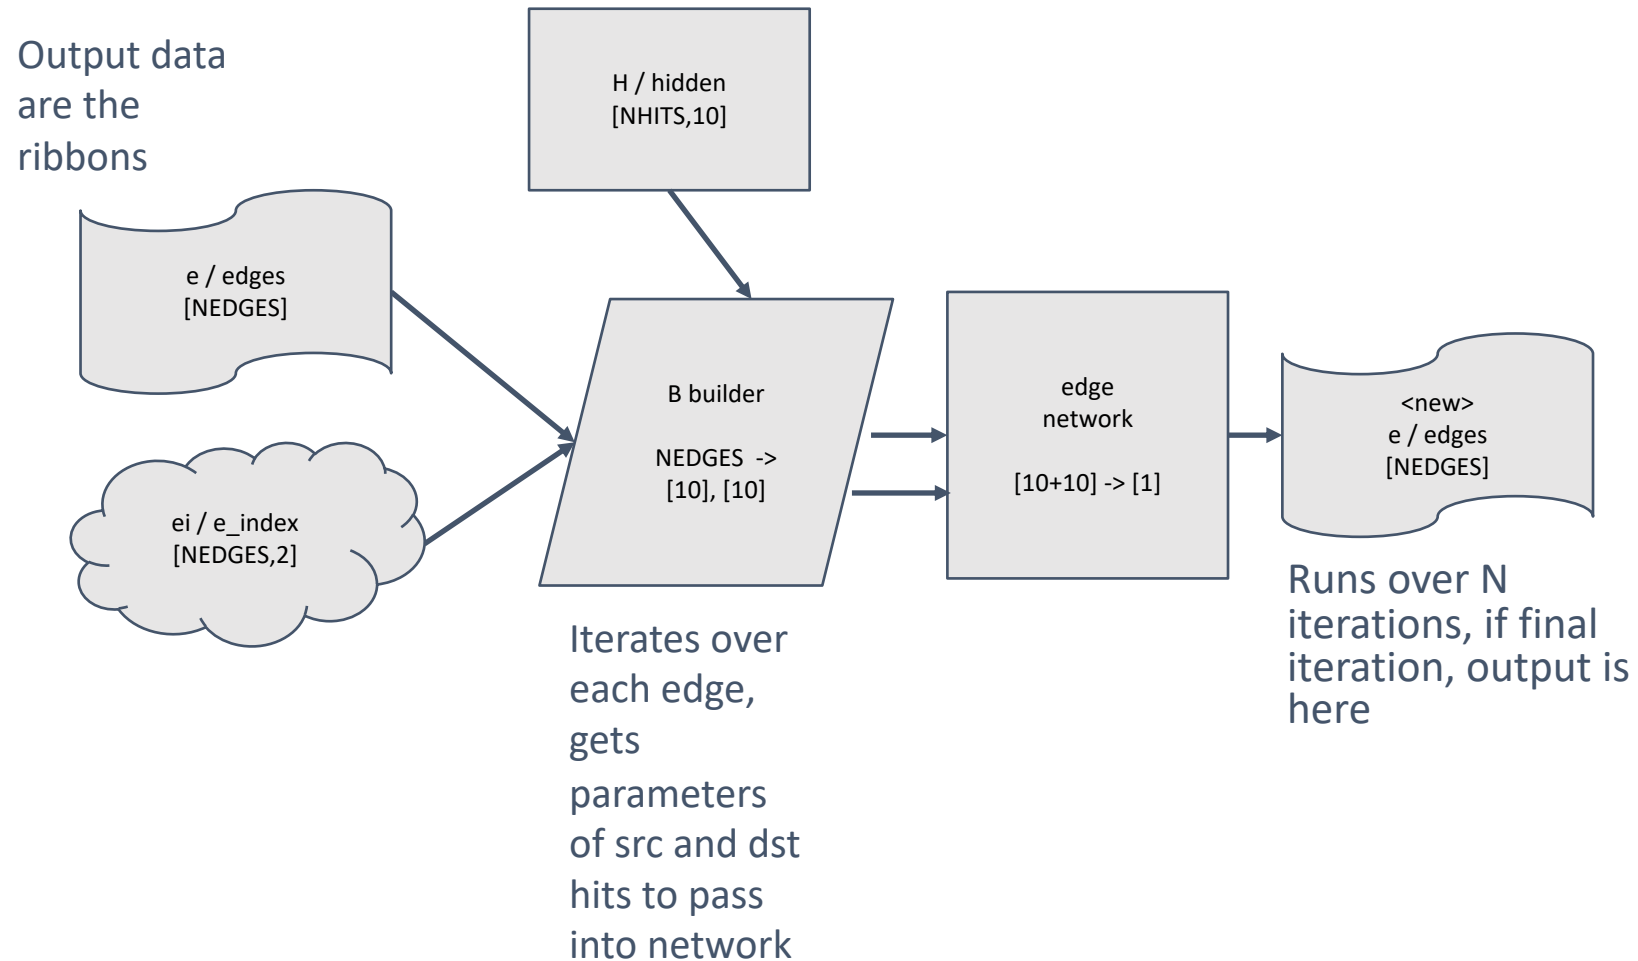 Output data
are the
ribbons
H / hidden
[NHITS,10]
e / edges
[NEDGES]
ei / e_index
[NEDGES,2]
B builder
NEDGES ->
[10], [10]
edge
network
[10+10] -> [1]
<new>
e / edges
[NEDGES]
Iterates over
each edge,
gets
parameters
of src and dst
hits to pass
into network
Runs over N
iterations, if final
iteration, output is
here